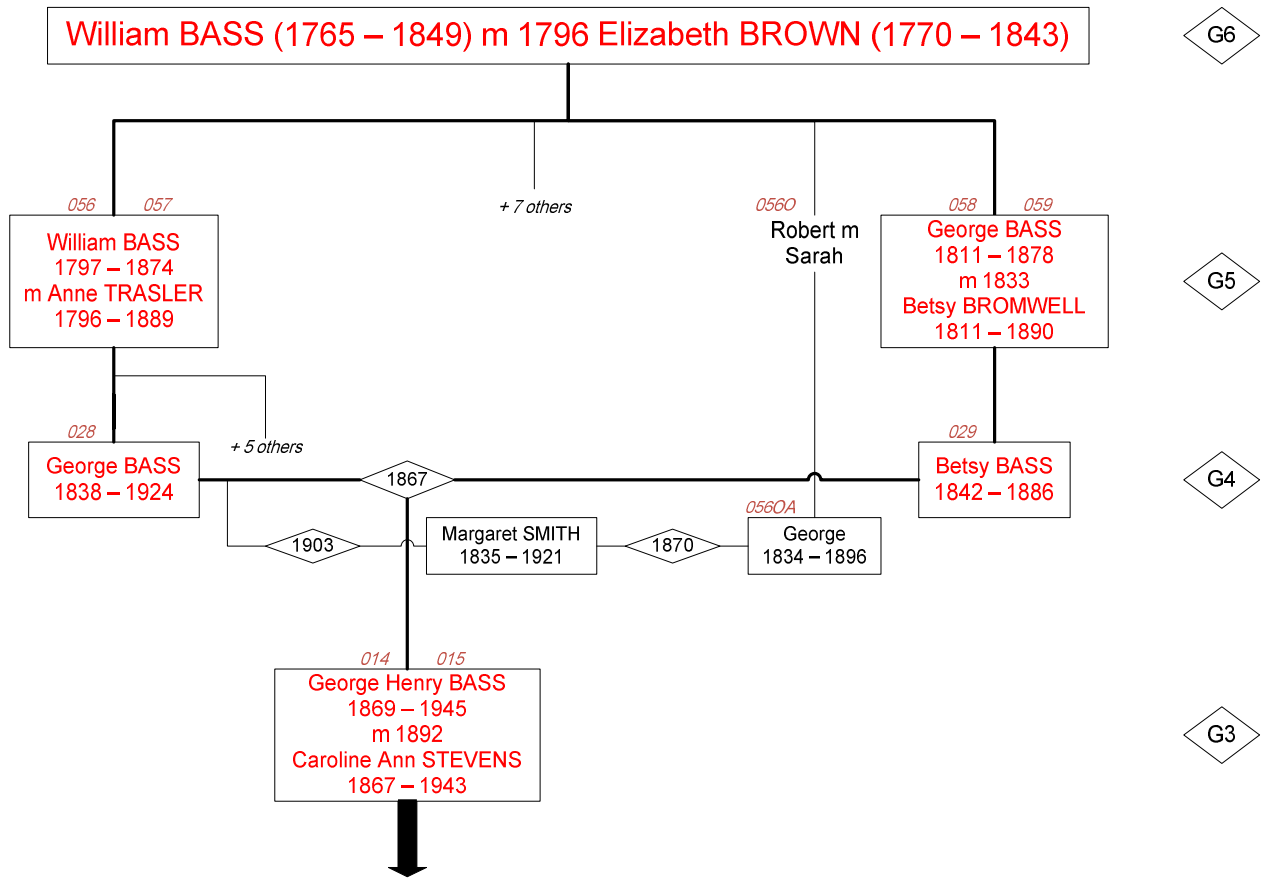 William BASS (1765 – 1849) m 1796 Elizabeth BROWN (1770 – 1843)
G6
056 057
+ 7 others
056O
058 059
William BASS
1797 – 1874
m Anne TRASLER
1796 – 1889
Robert m
Sarah
George BASS
1811 – 1878
m 1833
Betsy BROMWELL
1811 – 1890
G5
028
+ 5 others
029
George BASS
1838 – 1924
1867
Betsy BASS
1842 – 1886
G4
056OA
1903
Margaret SMITH
1835 – 1921
1870
George
1834 – 1896
014 015
George Henry BASS
1869 – 1945
m 1892
Caroline Ann STEVENS
1867 – 1943
G3